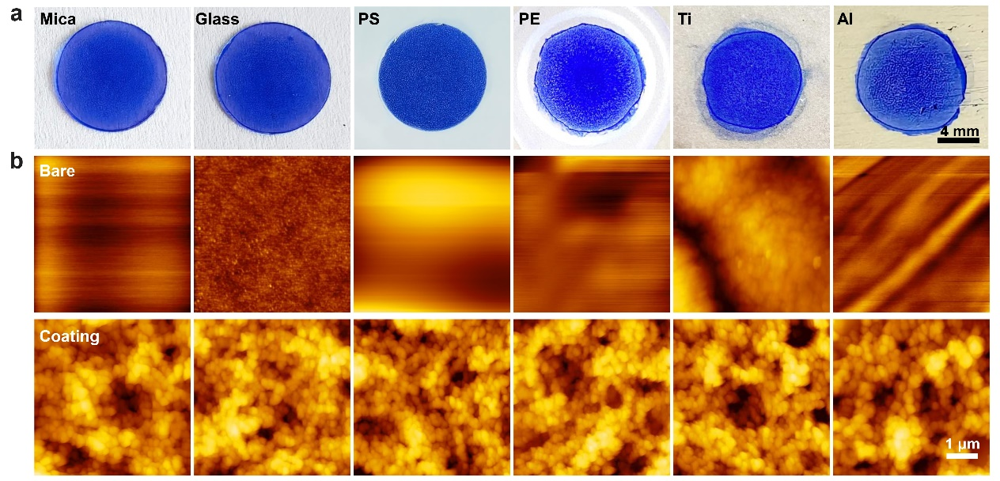 a
Mica
Glass
PS
PE
Ti
Al
4 mm
b
Bare
Coating
1 µm